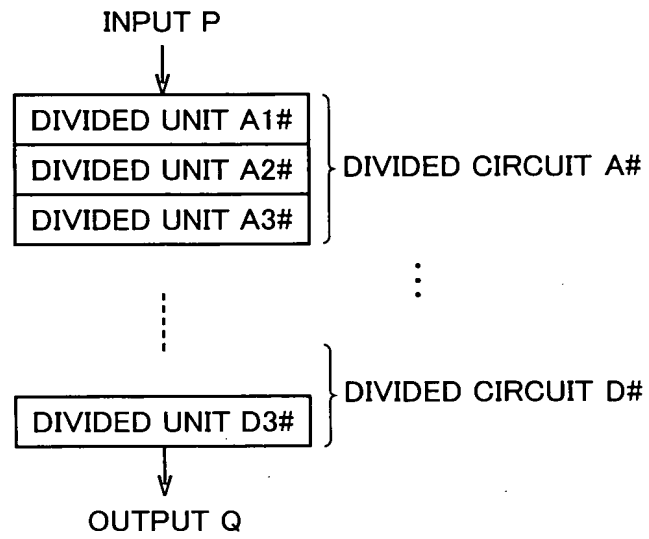 INPUT P
DIVIDED UNIT A1#
DIVIDED UNIT A2#
DIVIDED UNIT A3#
DIVIDED CIRCUIT A#
DIVIDED CIRCUIT D#
DIVIDED UNIT D3#
OUTPUT Q